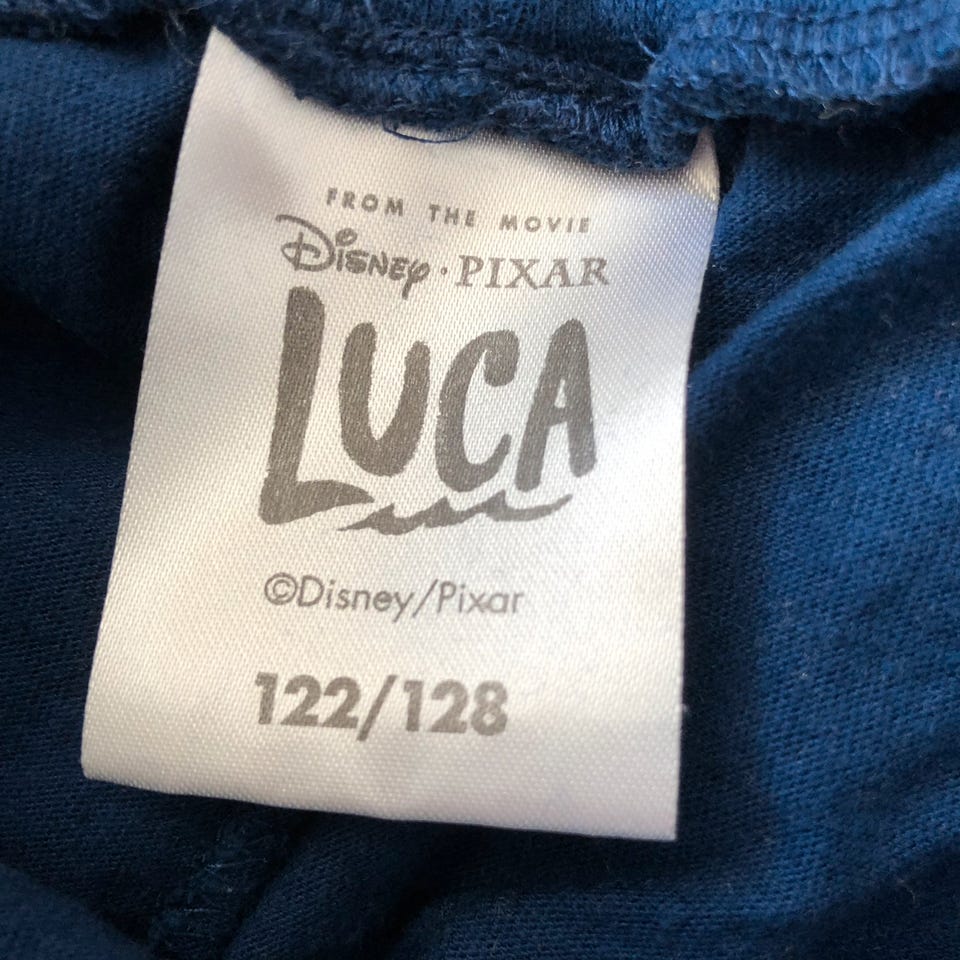 FROM THE MOVIE
Disney · PIXAR
LUCA
©Disney/Pixar
122/128